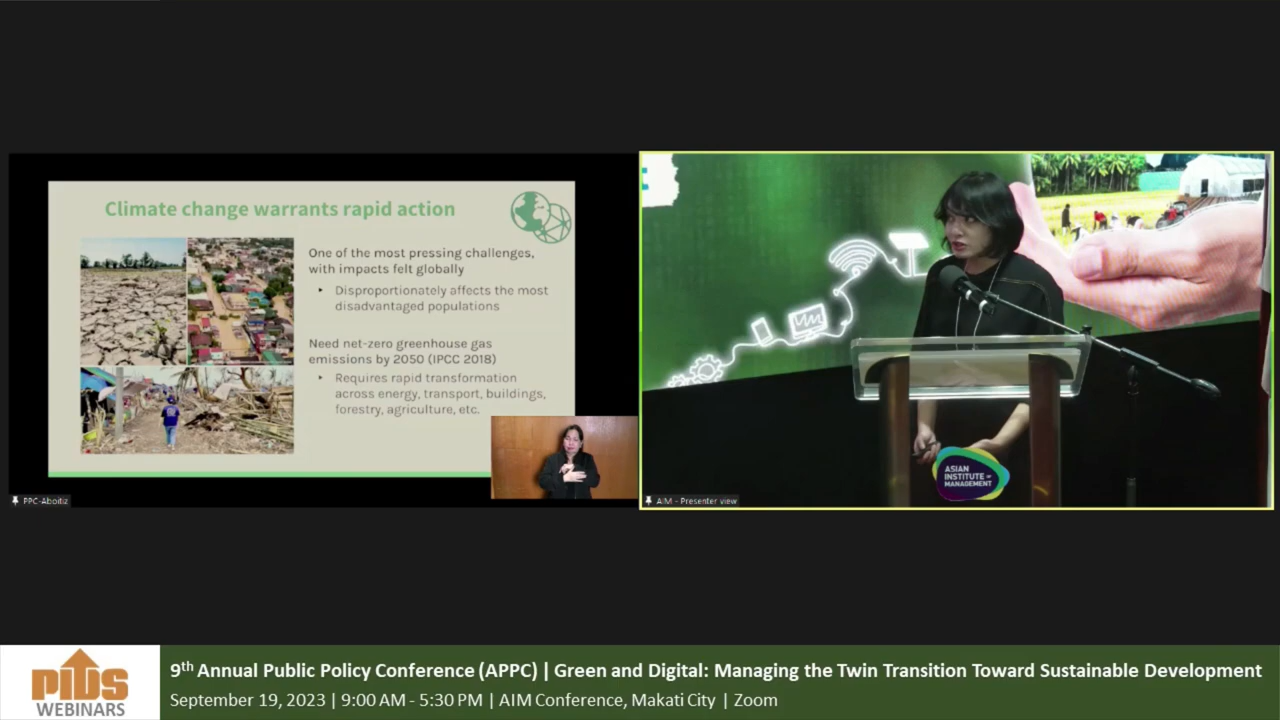 Climate change warrants rapid action
One of the most pressing challenges,
with impacts felt globally
‣ Disproportionately affects the most
disadvantaged populations
Need net-zero greenhouse gas
emissions by 2050 (IPCC 2018)
‣ Requires rapid transformation
across energy, transport, buildings,
forestry, agriculture, etc.
PPC-Aboitiz
E
ASIAN
INSTITUTE OF
MANAGEMENT
AIM - Presenter view
PIDS
WEBINARS
9th Annual Public Policy Conference (APPC) | Green and Digital: Managing the Twin Transition Toward Sustainable Development
September 19, 2023 | 9:00 AM - 5:30 PM | AIM Conference, Makati City | Zoom